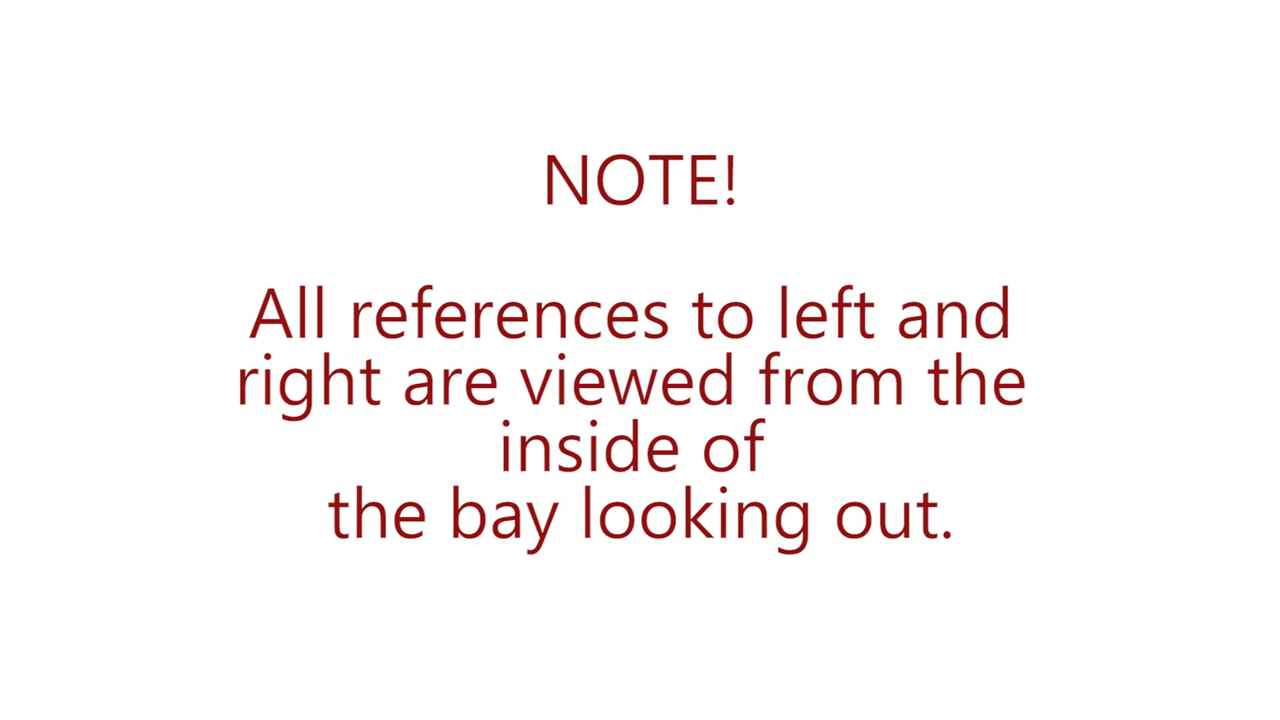 NOTE!
All references to left and
right are viewed from the
inside of
the bay looking out.